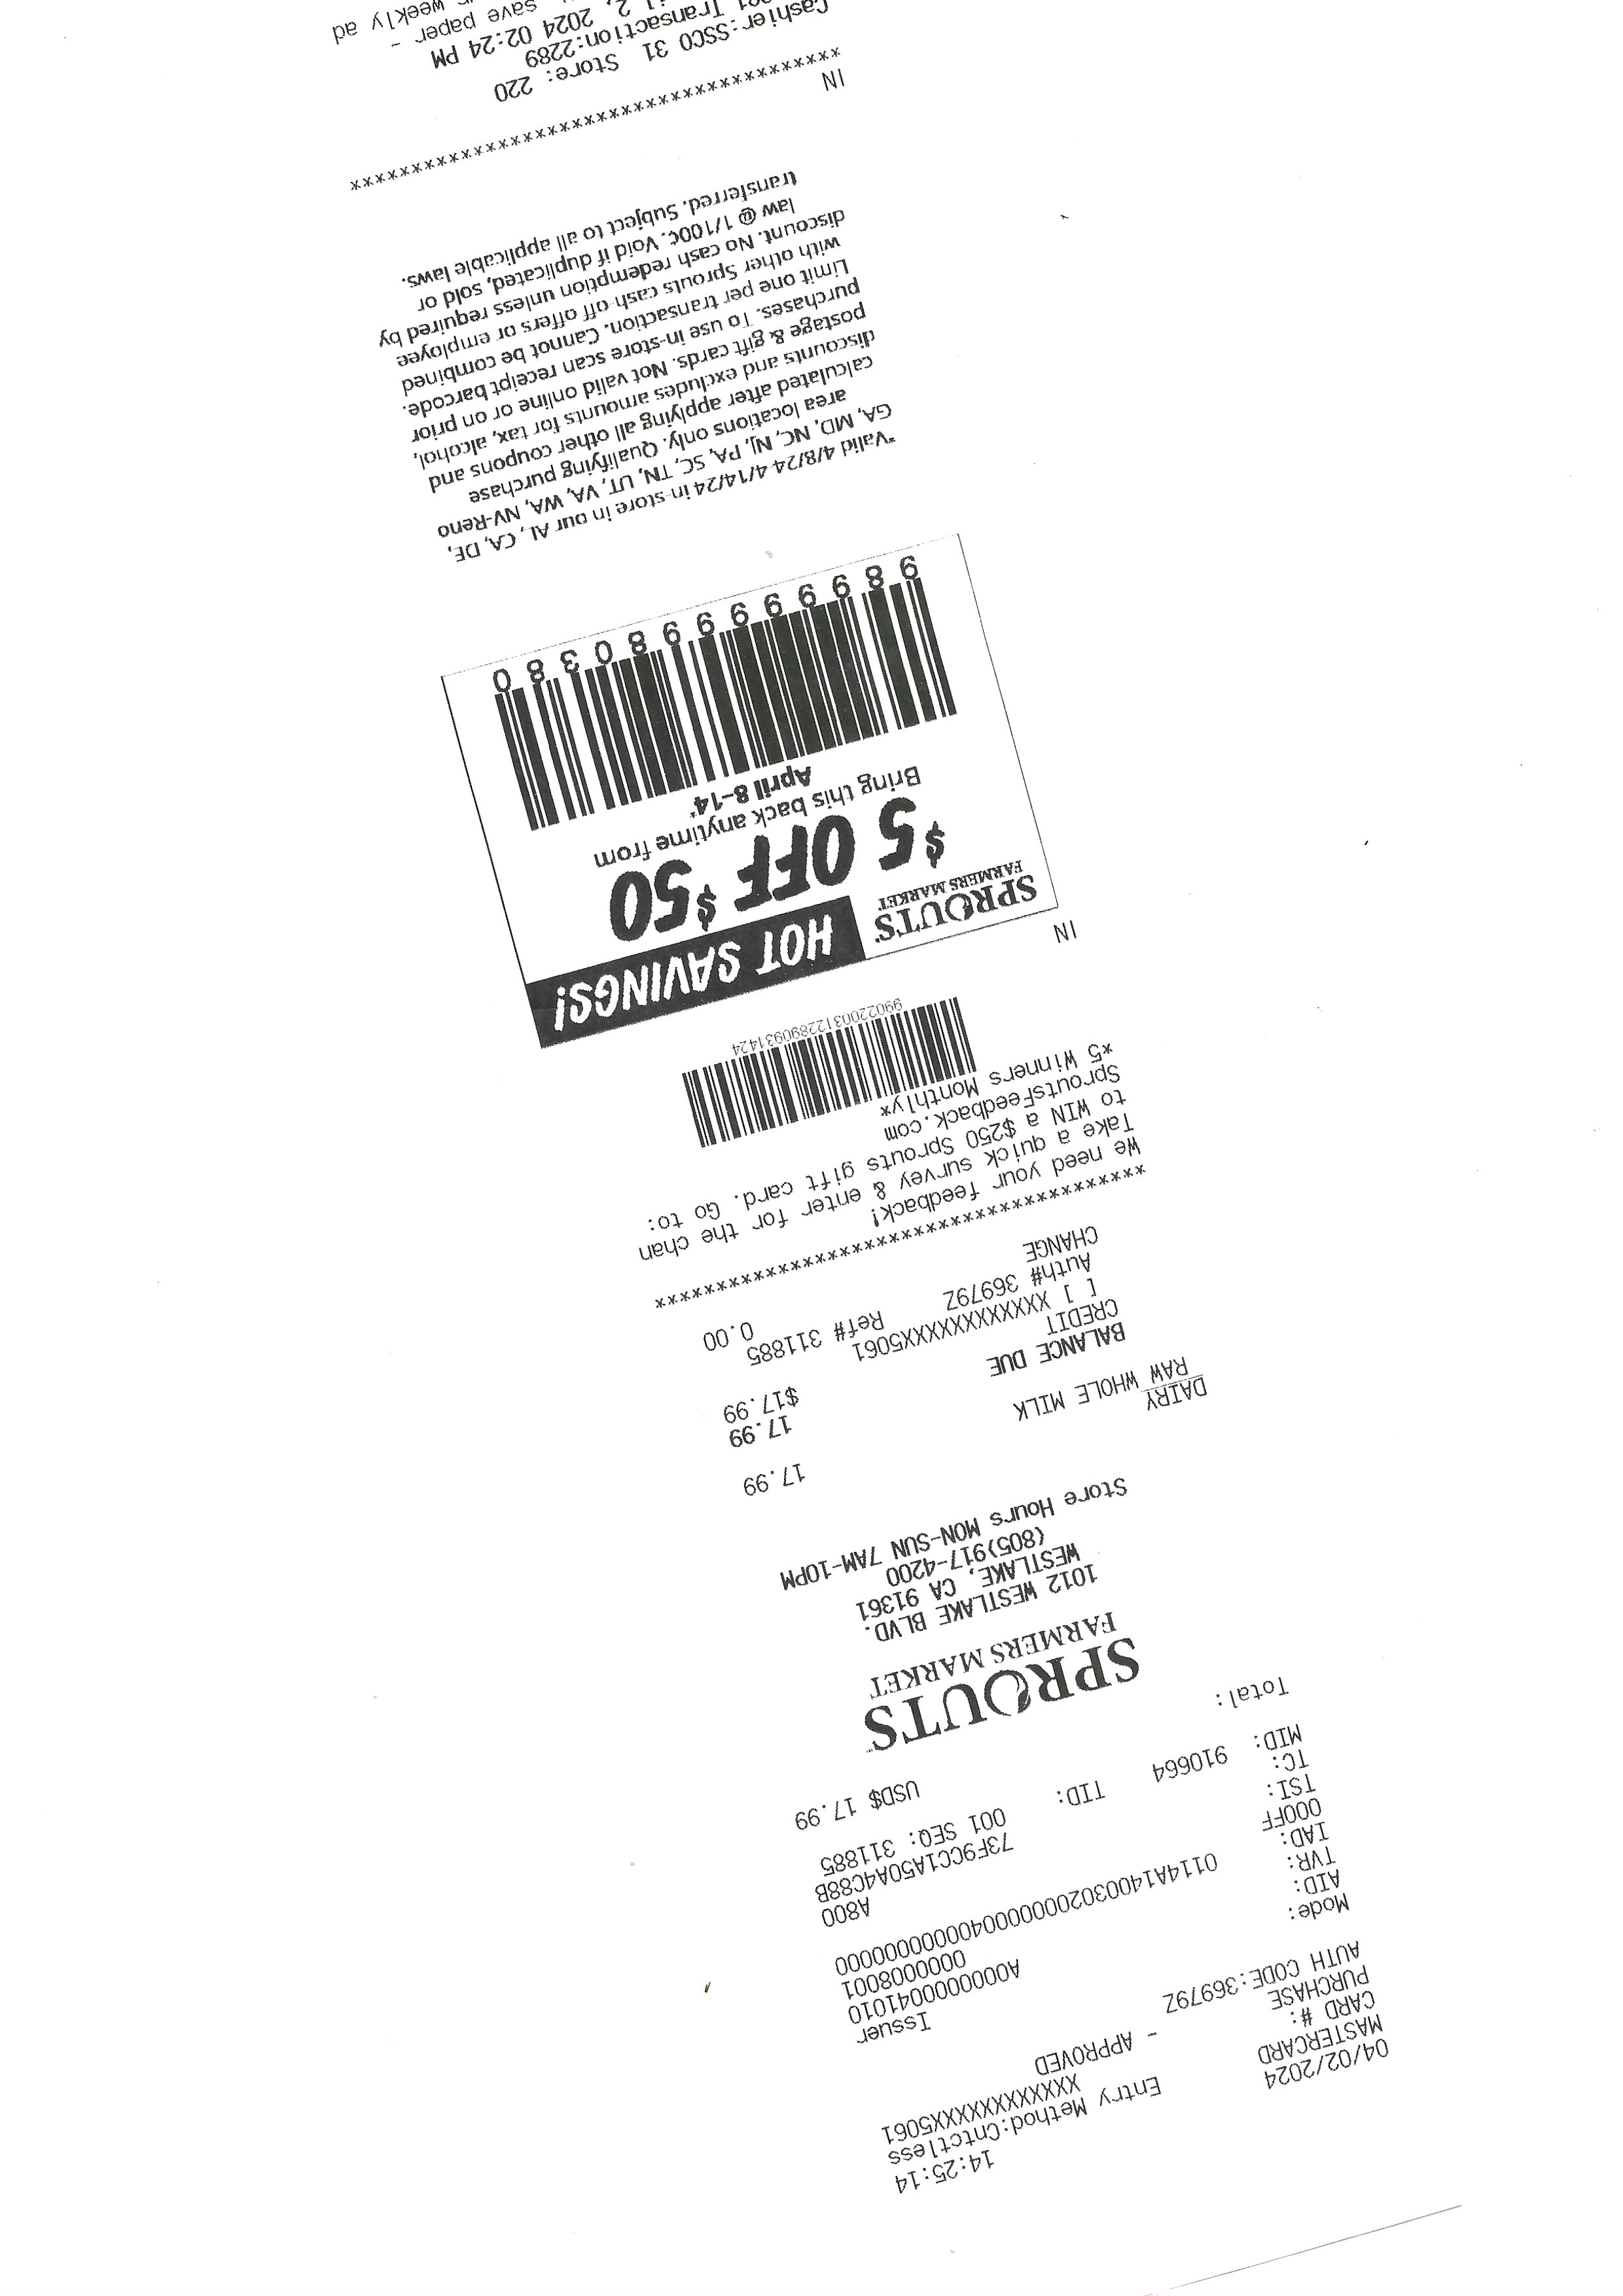 04/02/2024 14:25:14
MASTERCARD Entry Method:Cntctless
CARD #: XXXXXXXXXXXX5061
PURCHASE - APPROVED
AUTH CODE:36979Z
Mode: Issuer
AID: A0000000041010
TVR: 0000008001
IAD: 0114A1400302000000040000000000
000FF
TSI: A800
TC: 73F9CC1A50A4C88B
MID: 910664 TID: 001 SEQ: 311885
Total: USD$ 17.99
SPROUTS
FARMERS MARKET
1012 WESTLAKE BLVD.
WESTLAKE, CA 91361
(805)917-4200
Store Hours MON-SUN 7AM-10PM
DAIRY
RAW WHOLE MILK 17.99
BALANCE DUE 17.99
CREDIT $17.99
[ ] XXXXXXXXXXXX5061
Auth# 36979Z Ref# 311885
CHANGE 0.00
*****************************************
We need your feedback!
Take a quick survey & enter for the chan
to WIN a $250 Sprouts gift card. Go to:
SproutsFeedback.com
*5 Winners Monthly*
9902200312289093 1424
IN
SPROUTS
FARMERS MARKET
HOT SAVINGS!
$5 OFF $50
Bring this back anytime from
April 8–14*
9 8 9 9 9 9 9 9 8 0 3 8 0
*Valid 4/8/24-4/14/24 in-store in our AL, CA, DE,
GA, MD, NC, NJ, PA, SC, TN, UT, VA, WA, NV-Reno
area locations only. Qualifying purchase
calculated after applying all other coupons and
discounts and excludes amounts for tax, alcohol,
postage & gift cards. Not valid online or on prior
purchases. To use in-store scan receipt barcode.
Limit one per transaction. Cannot be combined
with other Sprouts cash-off offers or employee
discount. No cash redemption unless required by
law @ 1/100¢. Void if duplicated, sold or
transferred. Subject to all applicable laws.
IN
*****************************************
Cashier:SSCO 31 Store: 220
Transaction:2289
2, 2024 02:24 PM
save paper -
weekly ad